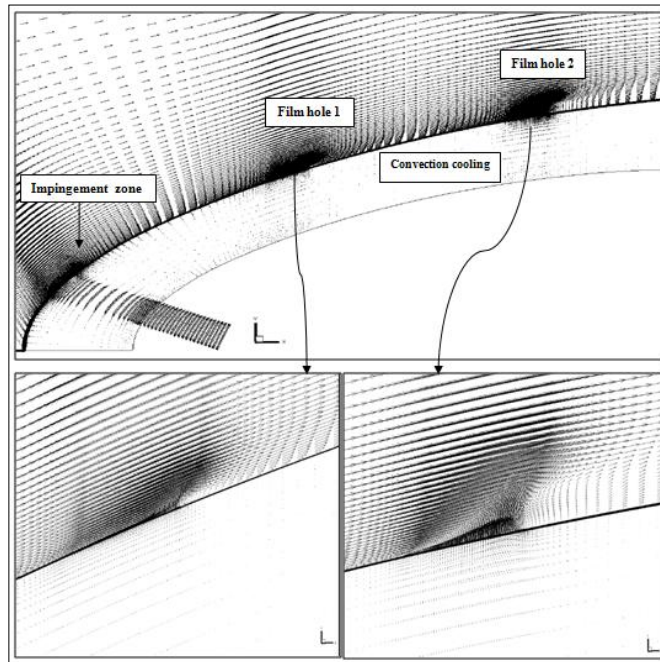 Film hole 2
Film hole 1
Convection cooling
Impingement zone